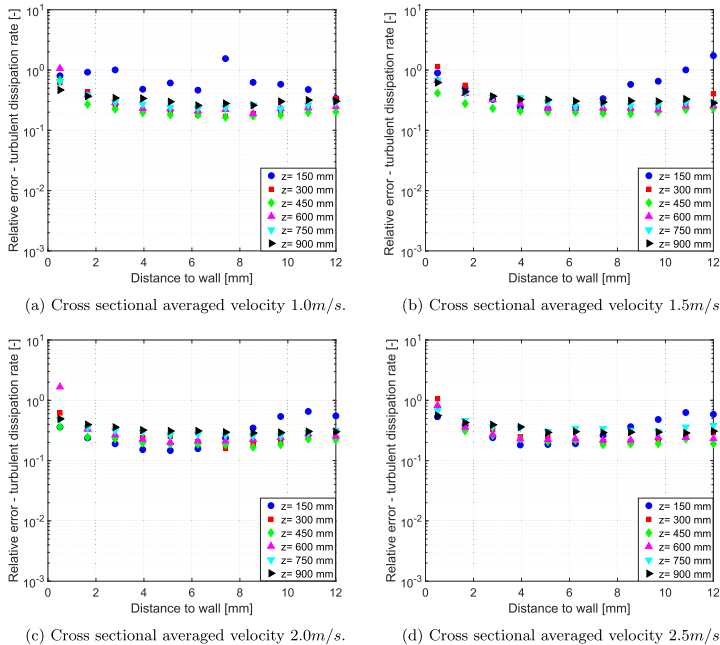 Relative error - turbulent dissipation rate [-]
10^1
10^0
10^-1
10^-2
10^-3
z= 150 mm
z= 300 mm
z= 450 mm
z= 600 mm
z= 750 mm
z= 900 mm
0 2 4 6 8 10 12
Distance to wall [mm]
(a) Cross sectional averaged velocity 1.0m/s.
Relative error - turbulent dissipation rate [-]
10^1
10^0
10^-1
10^-2
10^-3
z= 150 mm
z= 300 mm
z= 450 mm
z= 600 mm
z= 750 mm
z= 900 mm
0 2 4 6 8 10 12
Distance to wall [mm]
(b) Cross sectional averaged velocity 1.5m/s
Relative error - turbulent dissipation rate [-]
10^1
10^0
10^-1
10^-2
10^-3
z= 150 mm
z= 300 mm
z= 450 mm
z= 600 mm
z= 750 mm
z= 900 mm
0 2 4 6 8 10 12
Distance to wall [mm]
(c) Cross sectional averaged velocity 2.0m/s.
Relative error - turbulent dissipation rate [-]
10^1
10^0
10^-1
10^-2
10^-3
z= 150 mm
z= 300 mm
z= 450 mm
z= 600 mm
z= 750 mm
z= 900 mm
0 2 4 6 8 10 12
Distance to wall [mm]
(d) Cross sectional averaged velocity 2.5m/s